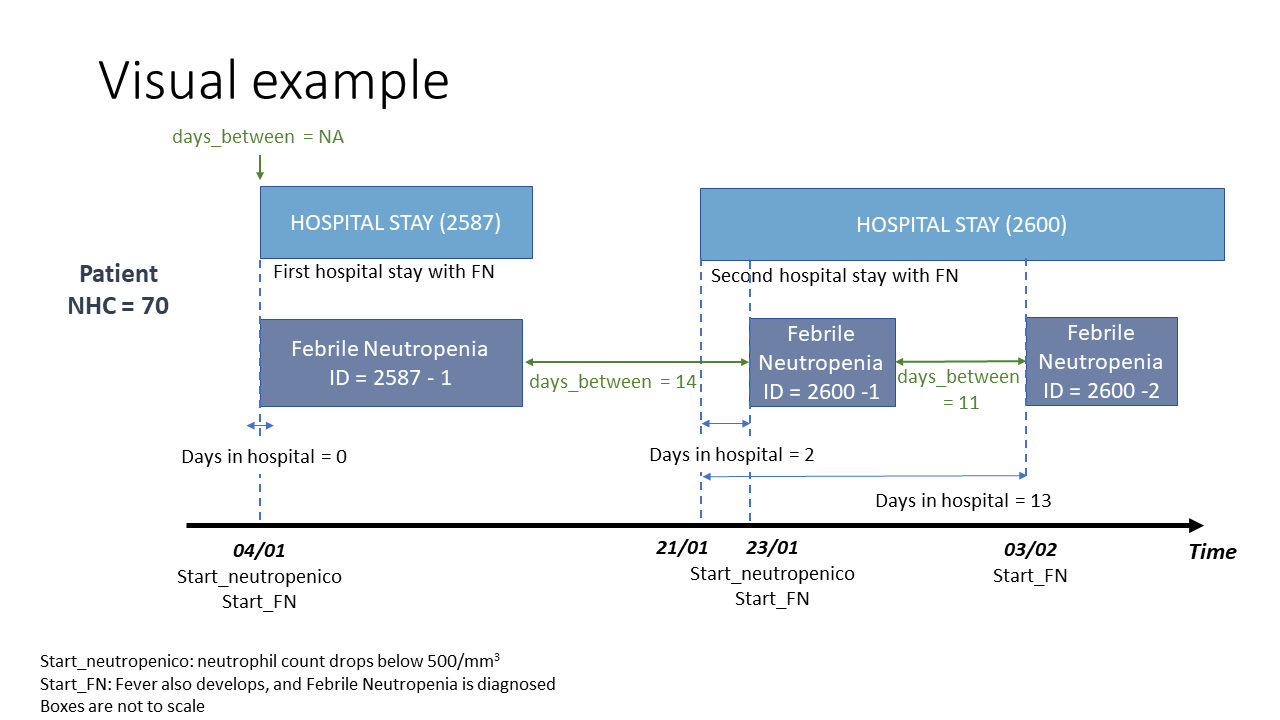 Visual example
days_between = NA
HOSPITAL STAY (2587)
HOSPITAL STAY (2600)
First hospital stay with FN
Second hospital stay with FN
Patient
NHC = 70
Febrile Neutropenia
ID = 2587 - 1
days_between = 14
Febrile
Neutropenia
ID = 2600 -1
days_between
= 11
Febrile
Neutropenia
ID = 2600 -2
Days in hospital = 0
Days in hospital = 2
Days in hospital = 13
04/01
Start_neutropenico
Start_FN
21/01
23/01
Start_neutropenico
Start_FN
03/02
Start_FN
Time
Start_neutropenico: neutrophil count drops below 500/mm³
Start_FN: Fever also develops, and Febrile Neutropenia is diagnosed
Boxes are not to scale